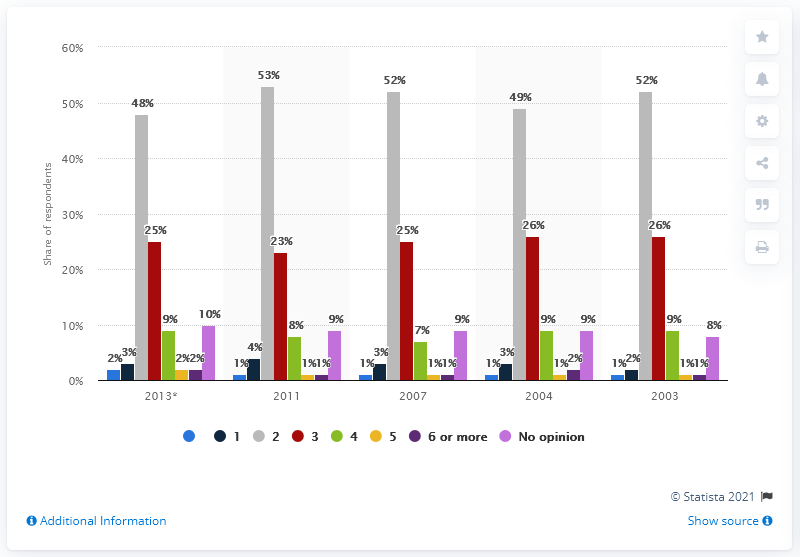 60%
50%
40%
30%
20%
10%
0%
Share of respondents
48% 53% 52% 49% 52%
25% 23% 25% 26% 26%
2% 3% 9% 2% 2% 10%
1% 4% 8% 1% 1% 9%
1% 3% 7% 1% 1% 9%
1% 3% 9% 1% 2% 9%
1% 2% 9% 1% 1% 8%
2013* 2011 2007 2004 2003
1 2 3 4 5 6 or more No opinion
© Statista 2021
Additional Information
Show source